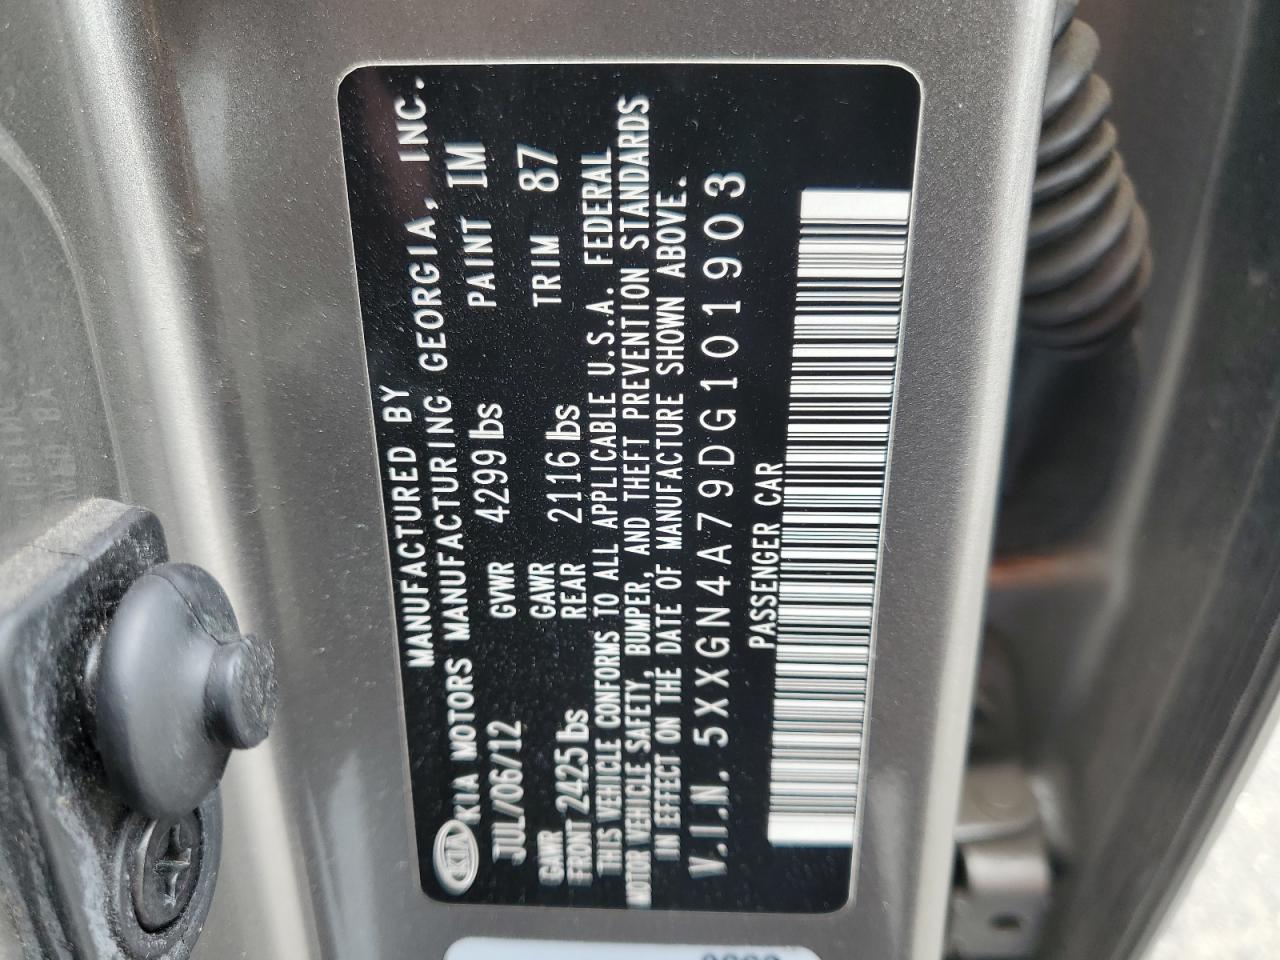 MANUFACTURED BY
KIA KIA MOTORS MANUFACTURING GEORGIA, INC.
JUL/06/12 GVWR 4299 lbs PAINT 1M
GAWR FRONT 2425 lbs GAWR REAR 2116 lbs TRIM 87
THIS VEHICLE CONFORMS TO ALL APPLICABLE U.S.A. FEDERAL
MOTOR VEHICLE SAFETY, BUMPER, AND THEFT PREVENTION STANDARDS
IN EFFECT ON THE DATE OF MANUFACTURE SHOWN ABOVE.
V.I.N. 5XXGN4A79DG101903
PASSENGER CAR